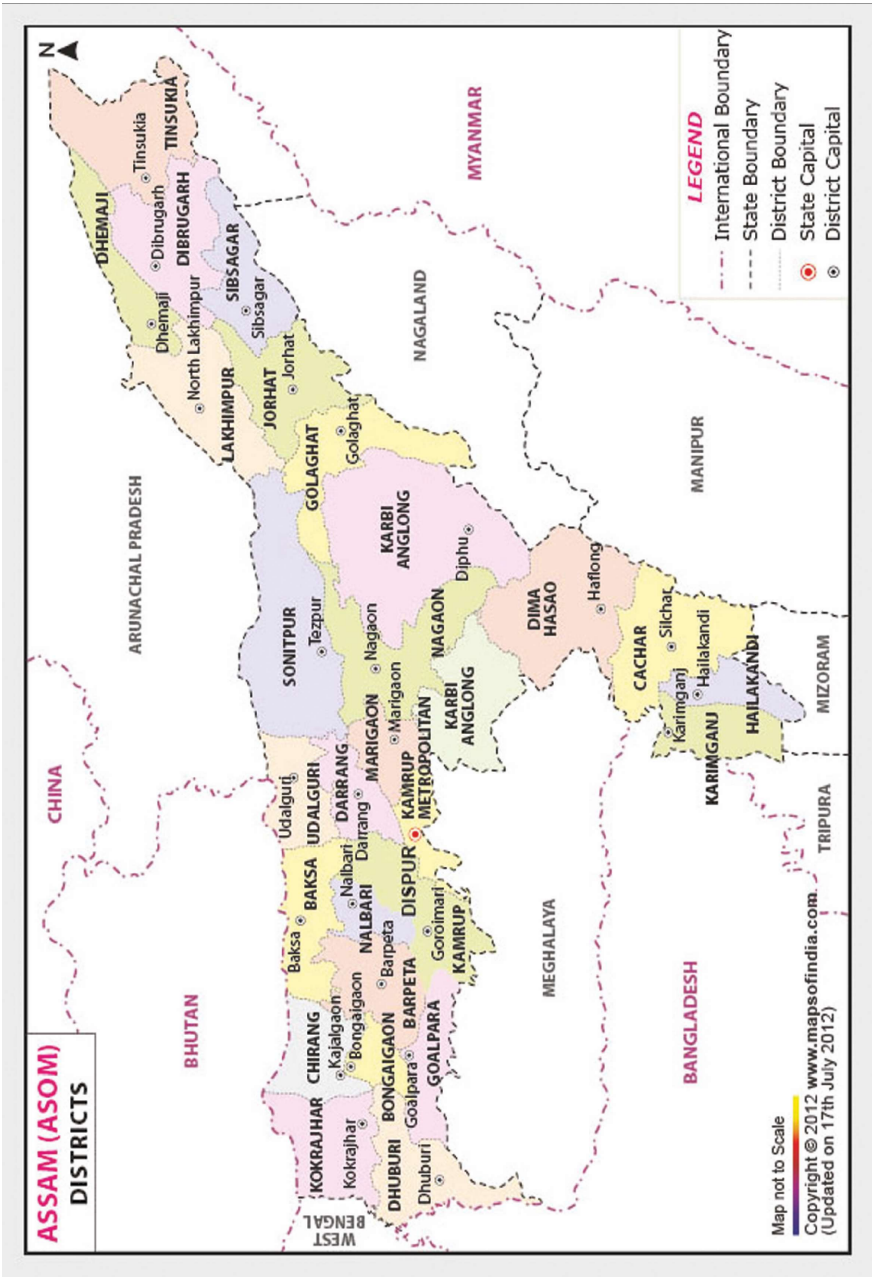 ASSAM (ASOM)
DISTRICTS
N
CHINA
BHUTAN
ARUNACHAL PRADESH
MYANMAR
NAGALAND
MANIPUR
MIZORAM
TRIPURA
MEGHALAYA
BANGLADESH
WEST
BENGAL
KOKRAJHAR
Kokrajhar
DHUBURI
Dhuburi
CHIRANG
Kajalgaon
Bongaigaon
BONGAIGAON
Goalpara
GOALPARA
BARPETA
Barpeta
BAKSA
Baksa
NALBARI
Nalbari
KAMRUP
Goroimari
DISPUR
KAMRUP
METROPOLITAN
UDALGURI
Udalguri
DARRANG
Darrang
MARIGAON
Marigaon
SONITPUR
Tezpur
NAGAON
Nagaon
KARBI
ANGLONG
KARBI
ANGLONG
Diphu
DIMA
HASAO
Haflong
CACHAR
Silchar
Karimganj
KARIMGANJ
Hailakandi
HAILAKANDI
GOLAGHAT
Golaghat
JORHAT
Jorhat
LAKHIMPUR
North Lakhimpur
DHEMAJI
Dhemaji
SIBSAGAR
Sibsagar
DIBRUGARH
Dibrugarh
TINSUKIA
Tinsukia
LEGEND
International Boundary
State Boundary
District Boundary
State Capital
District Capital
Map not to Scale
Copyright © 2012 www.mapsofindia.com
(Updated on 17th July 2012)